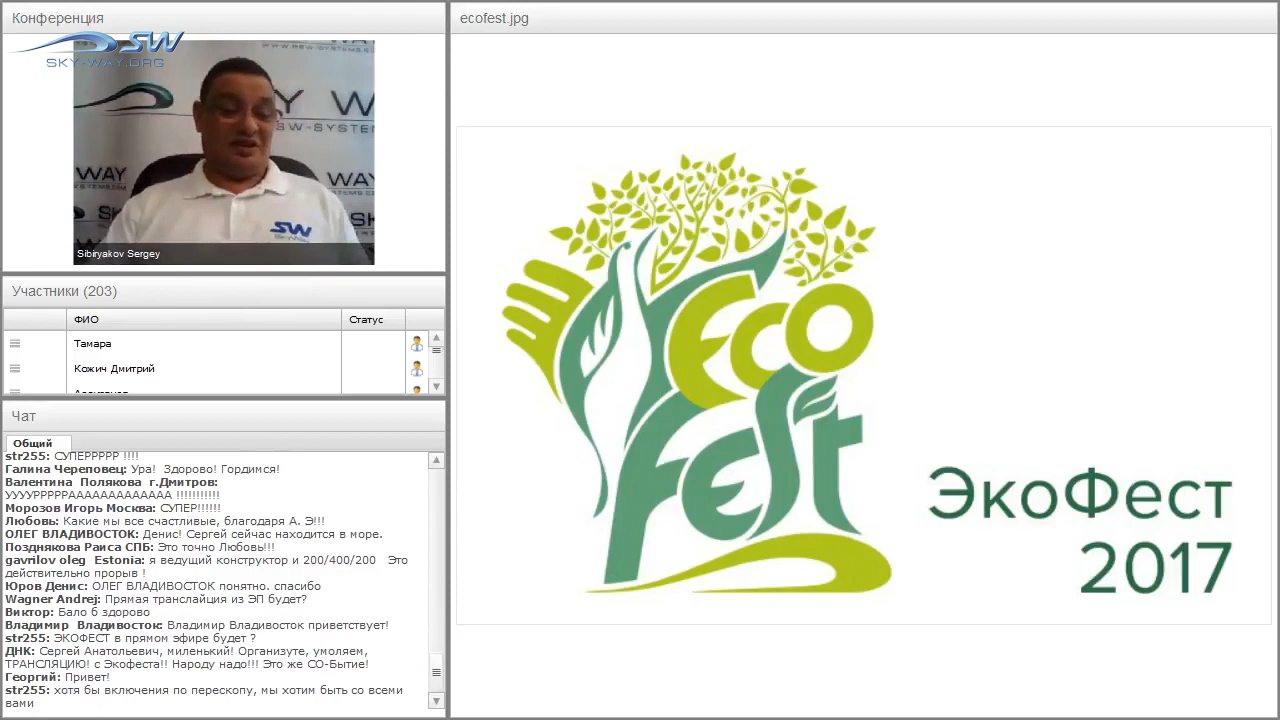 Конференция
SW
SKY-WAY.ORG
WAY
WAY
SW
SkyWay
Sibiryakov Sergey
Участники (203)
ФИО
Статус
Тамара
Кожич Дмитрий
Чат
Общий
str255: СУПЕРРРРР !!!!
Галина Череповец: Ура! Здорово! Гордимся!
Валентина Полякова г.Дмитров:
УУУУРРРРРАААААААААААААА !!!!!!!!!!!
Морозов Игорь Москва: СУПЕР!!!!!!
Любовь: Какие мы все счастливые, благодаря А. Э!!!
ОЛЕГ ВЛАДИВОСТОК: Денис! Сергей сейчас находится в море.
Позднякова Раиса СПБ: Это точно Любовь!!!
gavrilov oleg Estonia: я ведущий конструктор и 200/400/200 Это
действительно прорыв !
Юров Денис: ОЛЕГ ВЛАДИВОСТОК понятно. спасибо
Wagner Andrej: Прямая трансляйция из ЭП будет?
Виктор: Бало б здорово
Владимир Владивосток: Владимир Владивосток приветствует!
str255: ЭКОФЕСТ в прямом эфире будет ?
ДНК: Сергей Анатольевич, миленький! Организуте, умоляем,
ТРАНСЛЯЦИЮ! с Экофеста!! Народу надо!!! Это же СО-Бытие!
Георгий: Привет!
str255: хотя бы включения по перескопу, мы хотим быть со всеми
вами
ecofest.jpg
Eco
fest
ЭкоФест
2017